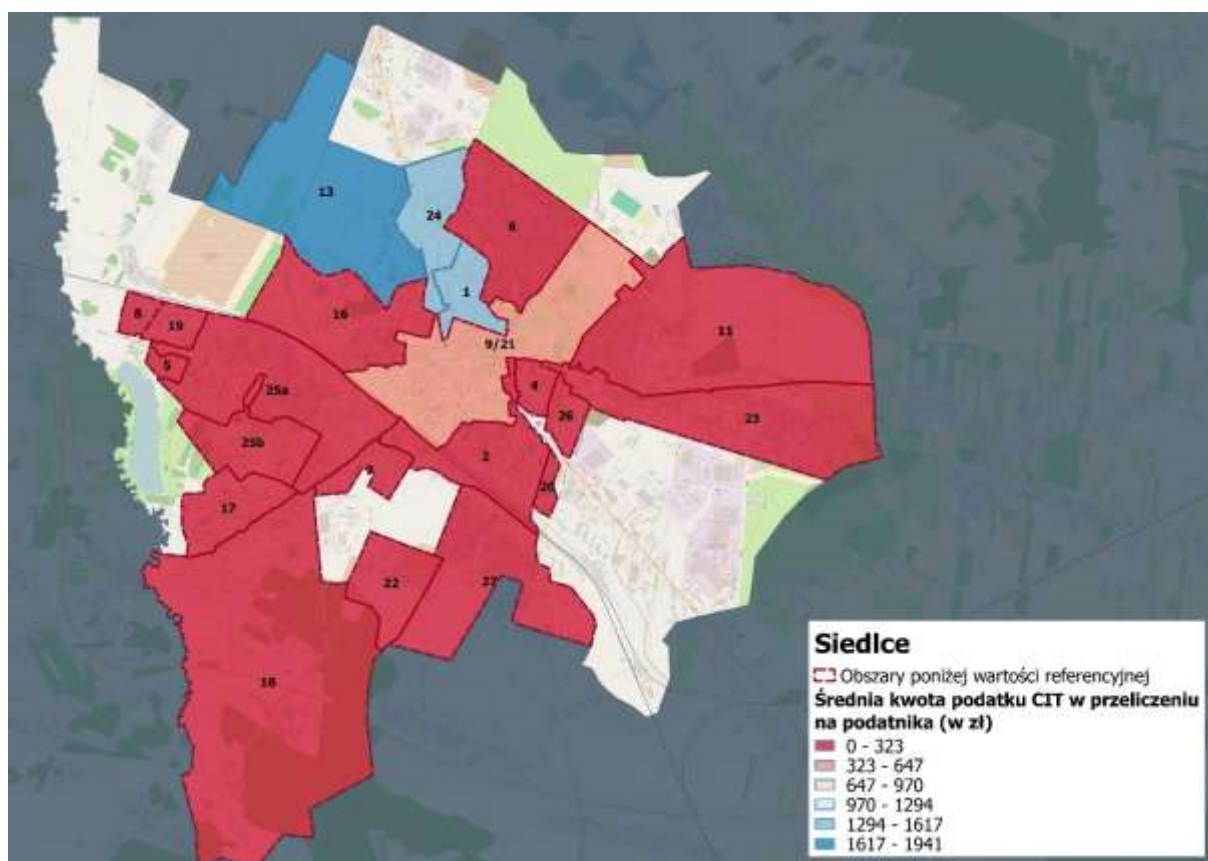 13
24
6
1
16
9/21
11
8
19
5
25a
4
26
23
25b
2
3
20
17
22
27
18
Siedlce
Obszary poniżej wartości referencyjnej
Średnia kwota podatku CIT w przeliczeniu
na podatnika (w zł)
0 - 323
323 - 647
647 - 970
970 - 1294
1294 - 1617
1617 - 1941